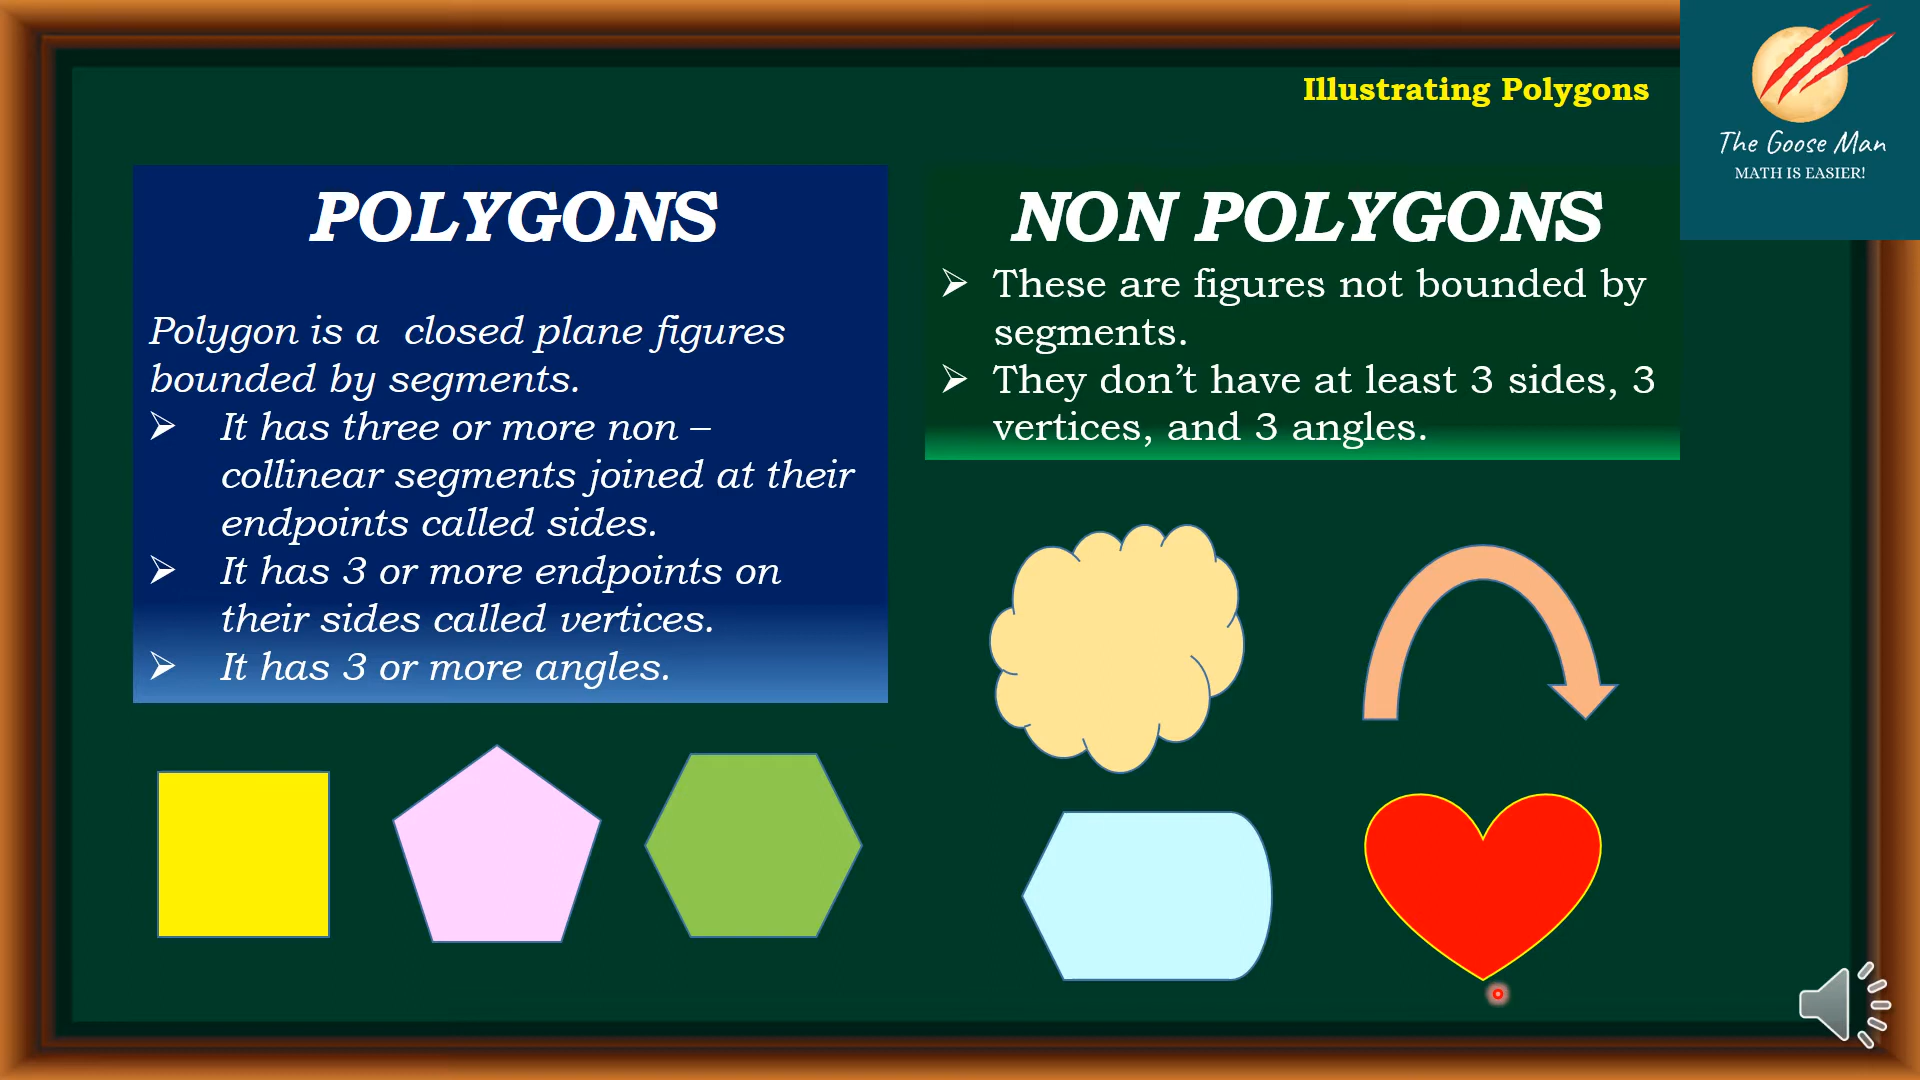 Illustrating Polygons
The Goose Man
MATH IS EASIER!
POLYGONS
Polygon is a  closed plane figures
bounded by segments.
➢ It has three or more non –
collinear segments joined at their
endpoints called sides.
➢ It has 3 or more endpoints on
their sides called vertices.
➢ It has 3 or more angles.
NON POLYGONS
➢ These are figures not bounded by
segments.
➢ They don’t have at least 3 sides, 3
vertices, and 3 angles.